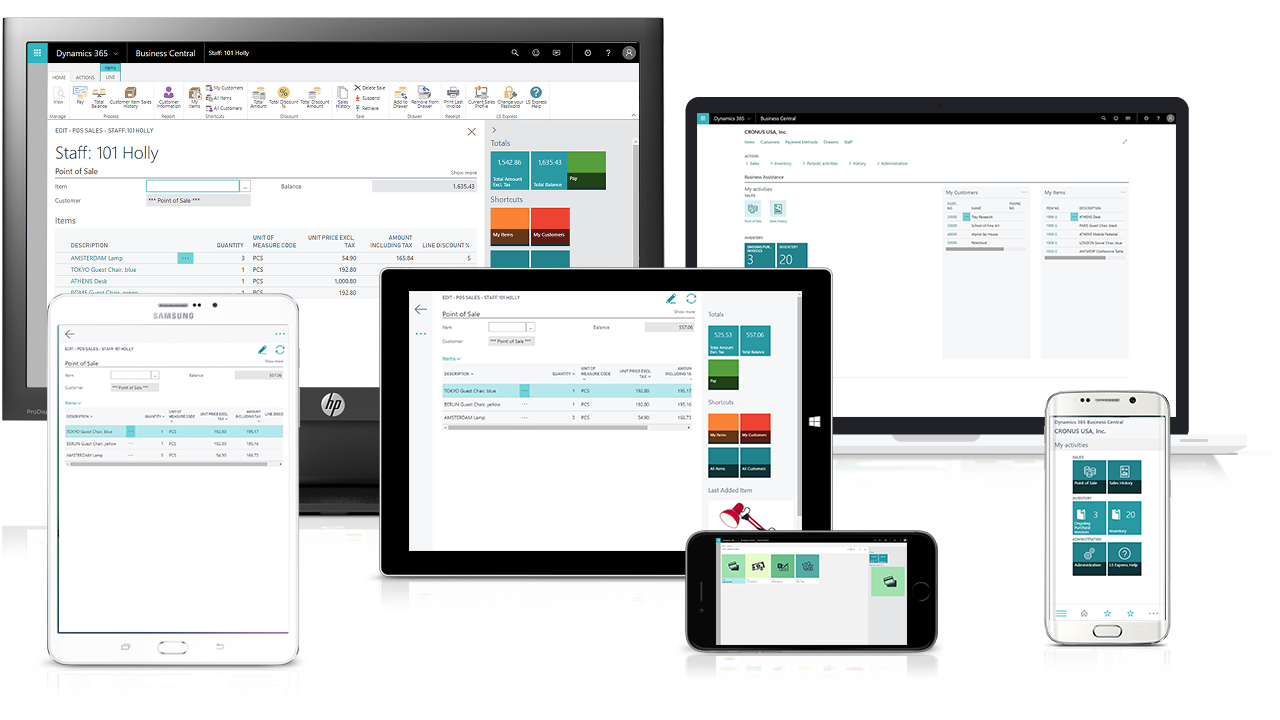 Dynamics 365
Business Central
Staff: 101 Holly
?
Items
HOME
ACTIONS
LINE
View
Pay
Total Balance
Customer Item Sales History
Customer Information
My Items
My Customers
All Items
All Customers
Total Amount
Total Discount %
Total Discount Amount
Sales History
Delete Sale
Suspend
Retrieve
Add to Drawer
Remove from Drawer
Print Last Invoice
Current Sales Profile
Change your Password
LS Express Help
Manage
Process
Report
Shortcuts
Discount
Sale
Drawer
Receipt
LS Express
EDIT - POS SALES - STAFF: 101 HOLLY
Staff: 101 Holly
Point of Sale
Show more
Item
Balance
1,635.43
Customer
*** Point of Sale ***
Items
DESCRIPTION
QUANTITY
UNIT OF MEASURE CODE
UNIT PRICE EXCL. TAX
AMOUNT INCLUDING TAX
LINE DISCOUNT %
AMSTERDAM Lamp 3 PCS 54.90 165.84 5
TOKYO Guest Chair, blue 1 PCS 192.80
ATHENS Desk 1 PCS 1,000.80
ROME Guest Chair, green 1 PCS 192.80
Totals
1,542.86
Total Amount Excl. Tax
1,635.43
Total Balance
Pay
Shortcuts
My Items
My Customers
ProDis
hp
Dynamics 365
Business Central
?
CRONUS USA, Inc.
Items
Customers
Payment Methods
Drawers
Staff
ACTIONS
> Sales
> Inventory
> Periodic activities
> History
> Administration
Business Assistance
My activities
SALES
Point of Sale
Sales History
INVENTORY
ONGOING PUR... INVOICES
3
INVENTORY
20
My Customers
CUST... NO.
NAME
PHONE NO.
20000 Trey Research
30000 School of Fine Art
40000 Alpine Ski House
50000 Relecloud
My Items
ITEM NO.
DESCRIPTION
1896-S ATHENS Desk
1900-S PARIS Guest Chair, black
1906-S ATHENS Mobile Pedestal
1908-S LONDON Swivel Chair, blue
1920-S ANTWERP Conference Table
SAMSUNG
EDIT - POS SALES - STAFF: 101 HOLLY
Point of Sale
Show more
Item
Balance
557.06
Customer
*** Point of Sale ***
Items
DESCRIPTION
QUANTITY
UNIT OF MEASURE CODE
UNIT PRICE EXCL. TAX
AMOUNT INCLUDING TAX
LINE DISCO
TOKYO Guest Chair, blue 1 PCS 192.80 195.17
BERLIN Guest Chair, yellow 1 PCS 192.80 195.16
AMSTERDAM Lamp 3 PCS 54.90 166.73
EDIT - POS SALES - STAFF: 101 HOLLY
Point of Sale
Show more
Item
Balance
557.06
Customer
*** Point of Sale ***
Items
DESCRIPTION
QUANTITY
UNIT OF MEASURE CODE
UNIT PRICE EXCL. TAX
AMOUNT INCLUDING TA
TOKYO Guest Chair, blue 1 PCS 192.80 195.17
BERLIN Guest Chair, yellow 1 PCS 192.80 195.16
AMSTERDAM Lamp 3 PCS 54.90 166.73
Totals
525.53
Total Amount Excl. Tax
557.06
Total Balance
Pay
Shortcuts
My Items
My Customers
All Items
All Customers
Last Added Item
Dynamics 365 Business Central
CRONUS USA, Inc.
My activities
SALES
Point of Sale
Sales History
INVENTORY
3
Ongoing Purchase Invoices
20
Inventory
ADMINISTRATION
Administration
?
LS Express Help